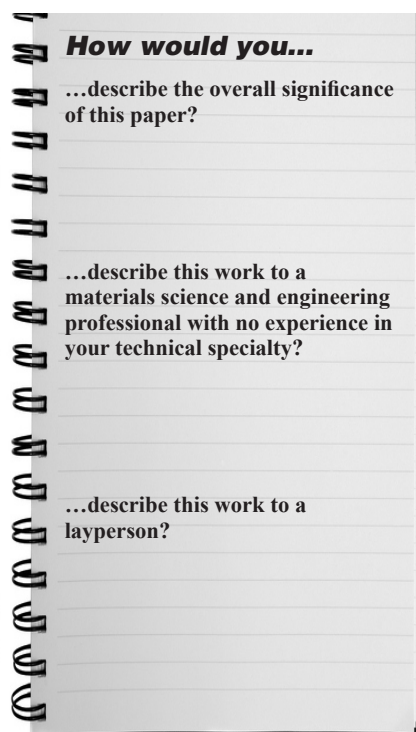 How would you...
…describe the overall significance
of this paper?
…describe this work to a
materials science and engineering
professional with no experience in
your technical specialty?
…describe this work to a
layperson?